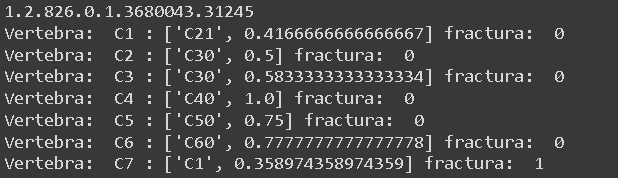 1.2.826.0.1.3680043.31245
Vertebra:  C1 : ['C21', 0.4166666666666667] fractura:  0
Vertebra:  C2 : ['C30', 0.5] fractura:  0
Vertebra:  C3 : ['C30', 0.5833333333333334] fractura:  0
Vertebra:  C4 : ['C40', 1.0] fractura:  0
Vertebra:  C5 : ['C50', 0.75] fractura:  0
Vertebra:  C6 : ['C60', 0.7777777777777778] fractura:  0
Vertebra:  C7 : ['C1', 0.358974358974359] fractura:  1